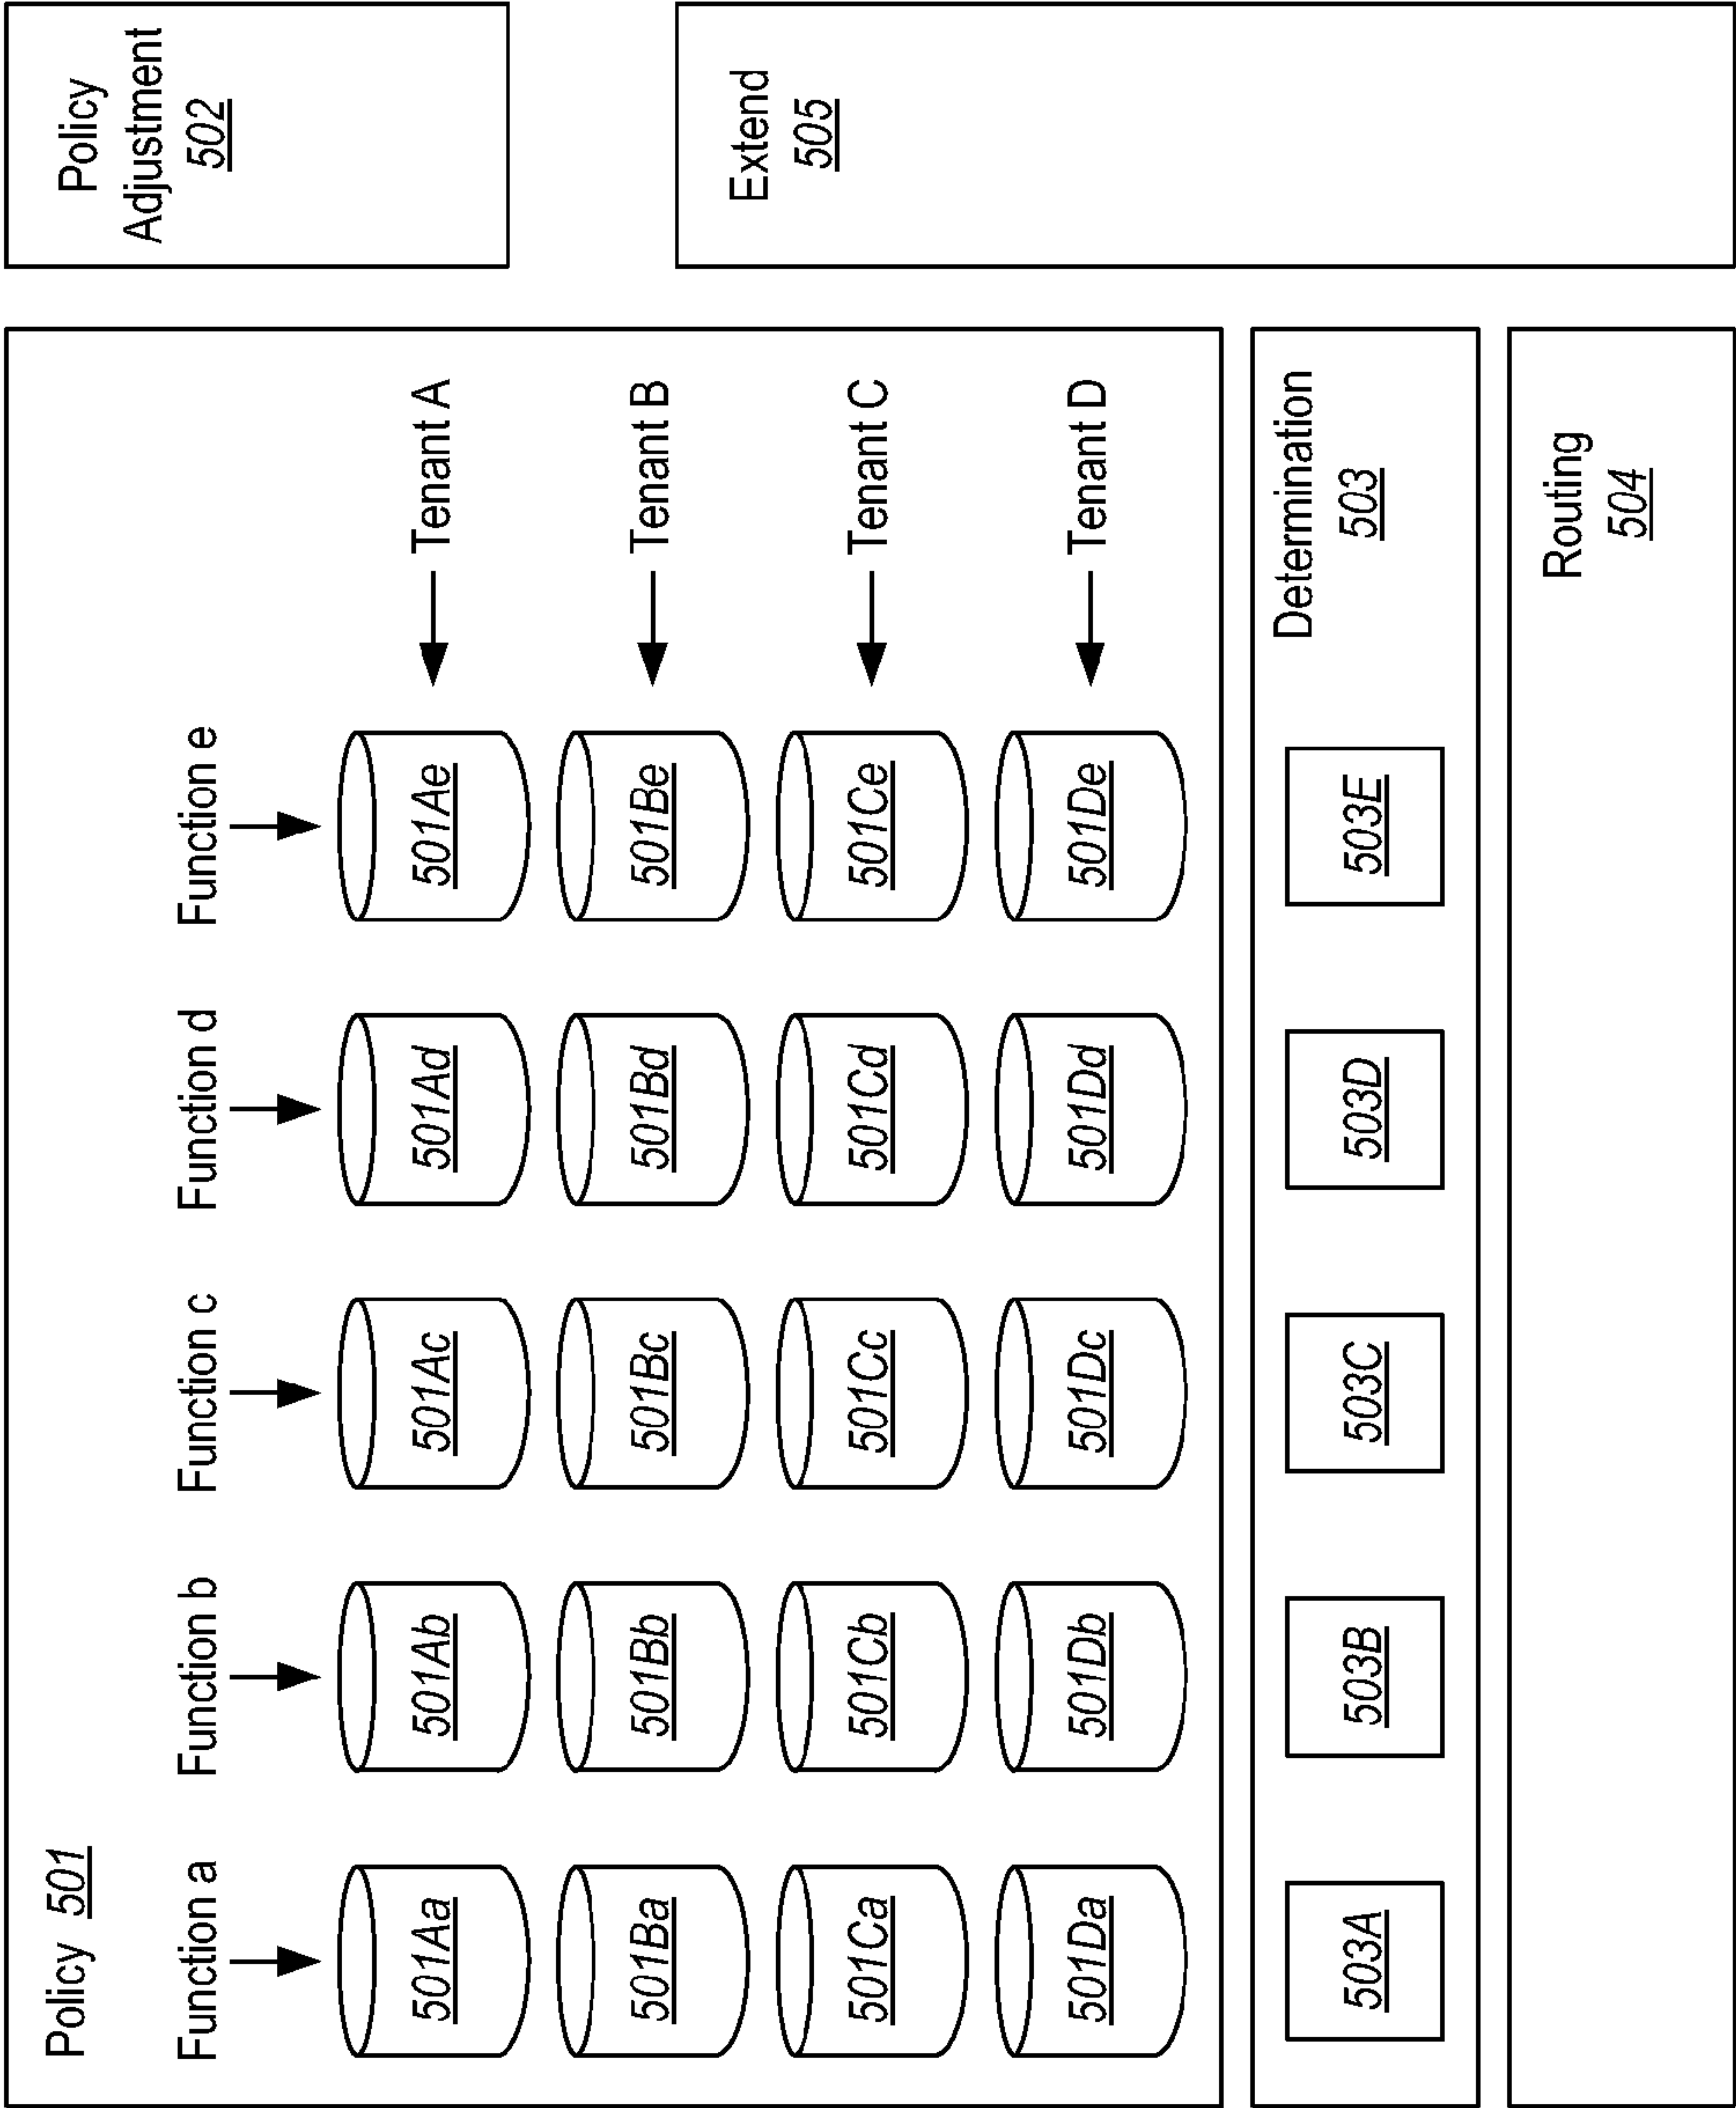 Policy 501
Function a
Function b
Function c
Function d
Function e
501Aa
501Ab
501Ac
501Ad
501Ae
Tenant A
501Ba
501Bb
501Bc
501Bd
501Be
Tenant B
501Ca
501Cb
501Cc
501Cd
501Ce
Tenant C
501Da
501Db
501Dc
501Dd
501De
Tenant D
503A
503B
503C
503D
503E
Determination
503
Routing
504
Policy
Adjustment
502
Extend
505